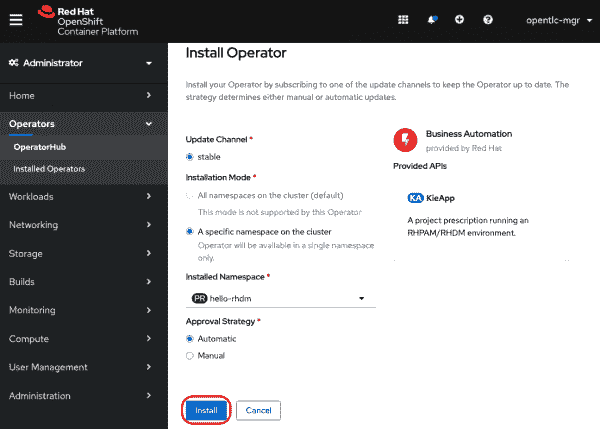 Red Hat
OpenShift
Container Platform
opentlc-mgr
Administrator
Home
Operators
OperatorHub
Installed Operators
Workloads
Networking
Storage
Builds
Monitoring
Compute
User Management
Administration
Install Operator
Install your Operator by subscribing to one of the update channels to keep the Operator up to date. The
strategy determines either manual or automatic updates.
Update Channel *
stable
Installation Mode *
All namespaces on the cluster (default)
This mode is not supported by this Operator
A specific namespace on the cluster
Operator will be available in a single namespace
only.
Installed Namespace *
PR hello-rhdm
Approval Strategy *
Automatic
Manual
Install
Cancel
Business Automation
provided by Red Hat
Provided APIs
KA KieApp
A project prescription running an
RHPAM/RHDM environment.